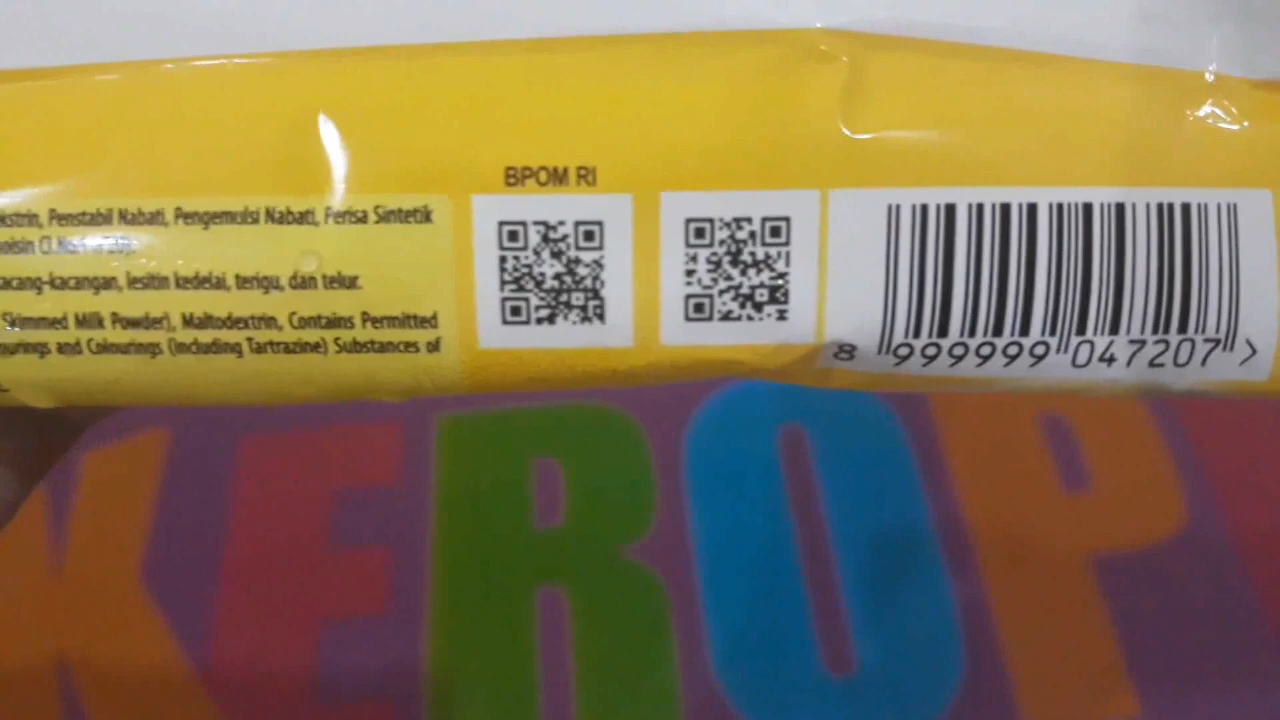 BPOM RI
kstrin, Penstabil Nabati, Pengemulsi Nabati, Perisa Sintetik
acang-kacangan, lesitin kedelai, terigu, dan telur.
Skimmed Milk Powder), Maltodextrin, Contains Permitted
ourings and Colourings (including Tartrazine) Substances of
8 999999 047207 >
KEROP